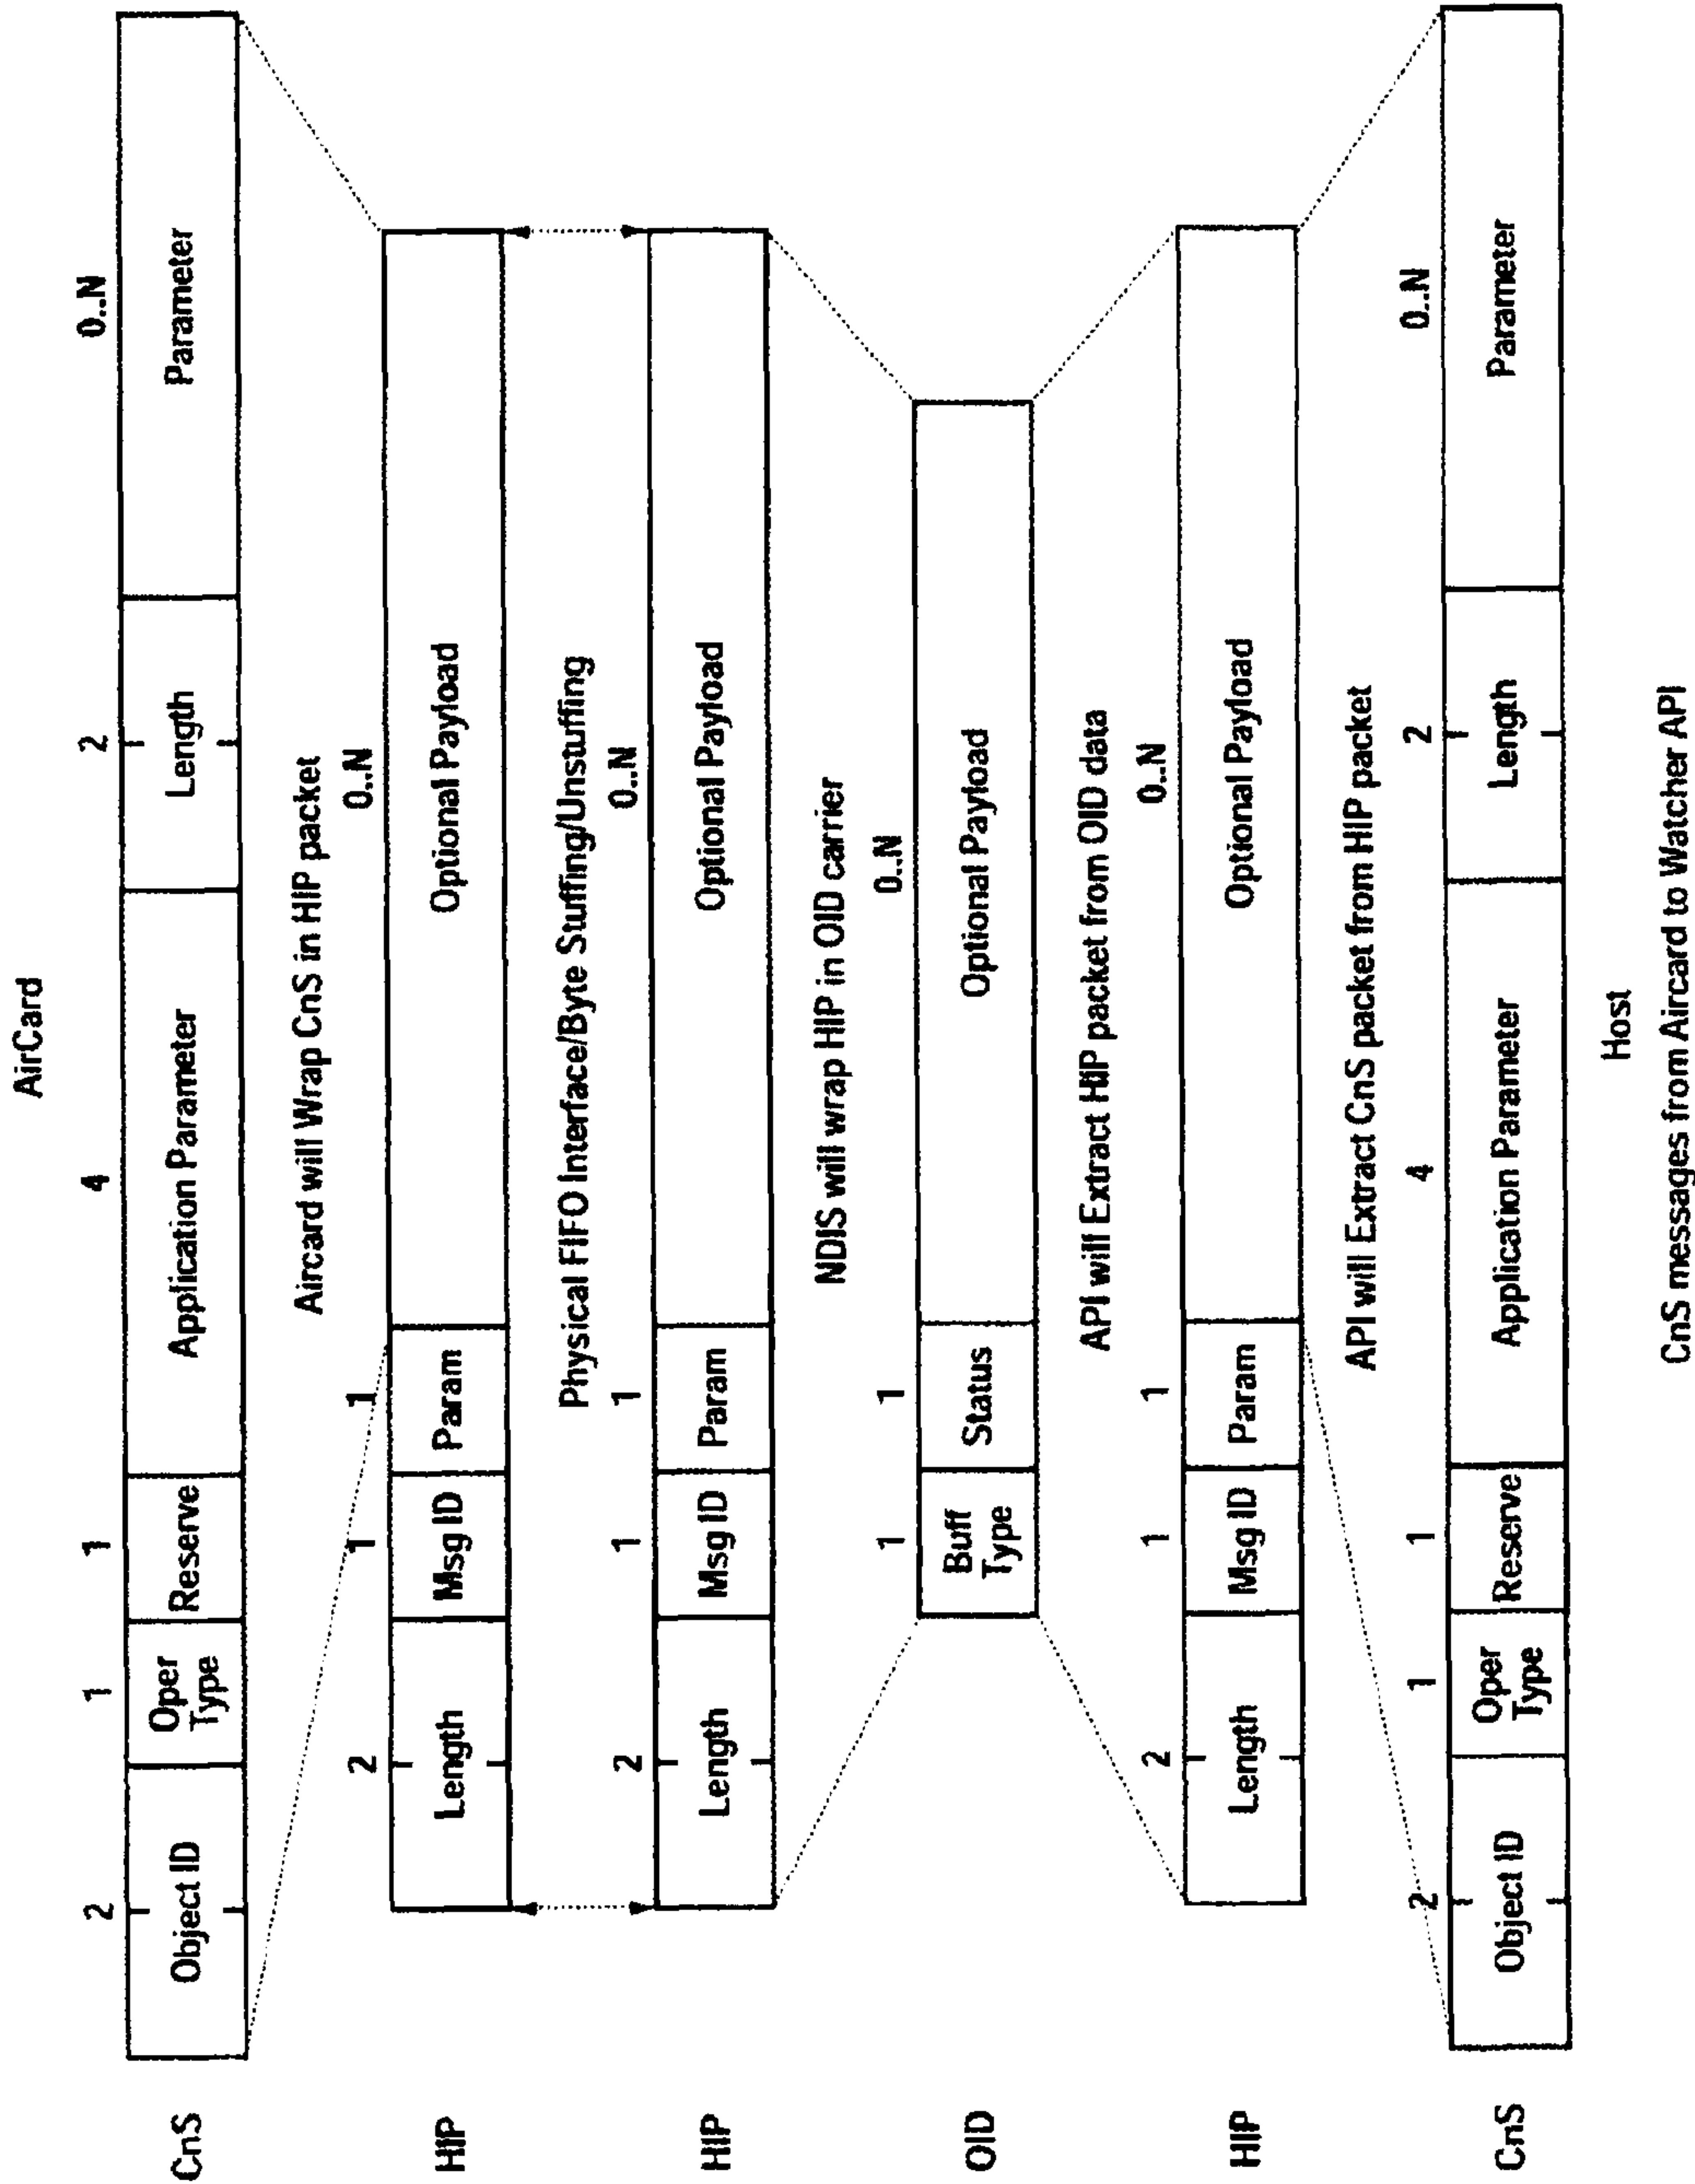 AirCard
2 1 1 4 2 0..N
CnS Object ID Oper Type Reserve Application Parameter Length Parameter
Aircard will Wrap CnS in HIP packet
2 1 1 0..N
HIP Length Msg ID Param Optional Payload
Physical FIFO Interface/Byte Stuffing/Unstuffing
2 1 1 0..N
HIP Length Msg ID Param Optional Payload
NDIS will wrap HIP in OID carrier
1 1 0..N
OID Buff Type Status Optional Payload
API will Extract HIP packet from OID data
2 1 1 0..N
HIP Length Msg ID Param Optional Payload
API will Extract CnS packet from HIP packet
2 1 1 4 2 0..N
CnS Object ID Oper Type Reserve Application Parameter Length Parameter
Host
CnS messages from Aircard to Watcher API